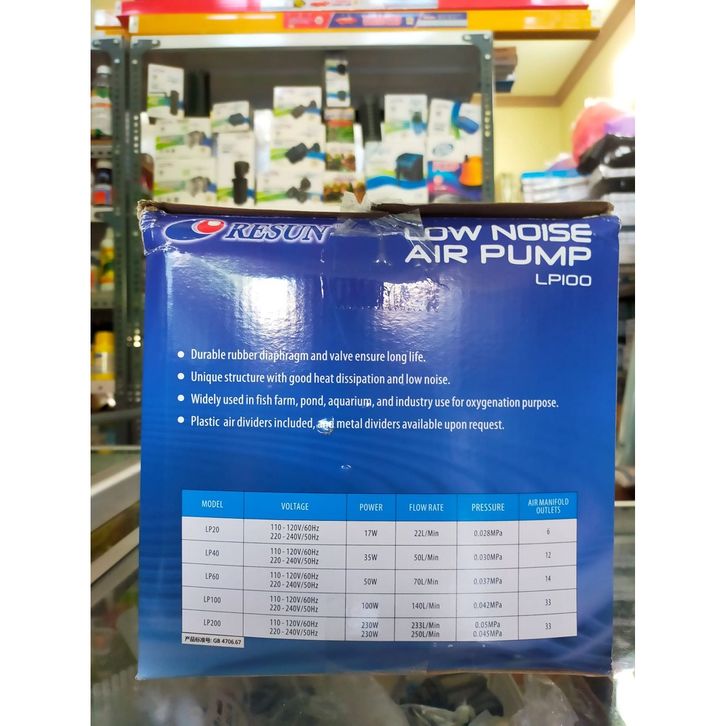 RESUN
LOW NOISE
AIR PUMP
LP100
● Durable rubber diaphragm and valve ensure long life.
● Unique structure with good heat dissipation and low noise.
● Widely used in fish farm, pond, aquarium, and industry use for oxygenation purpose.
● Plastic air dividers included, and metal dividers available upon request.
MODEL VOLTAGE POWER FLOW RATE PRESSURE AIR MANIFOLD OUTLETS
LP20 110 - 120V/60Hz 17W 22L/Min 0.028MPa 6
220 - 240V/50Hz
LP40 110 - 120V/60Hz 35W 50L/Min 0.030MPa 12
220 - 240V/50Hz
LP60 110 - 120V/60Hz 50W 70L/Min 0.037MPa 14
220 - 240V/50Hz
LP100 110 - 120V/60Hz 100W 140L/Min 0.042MPa 33
220 - 240V/50Hz
LP200 110 - 120V/60Hz 230W 233L/Min 0.05MPa 33
220 - 240V/50Hz 230W 250L/Min 0.045MPa
产品标准号: GB 4706.67